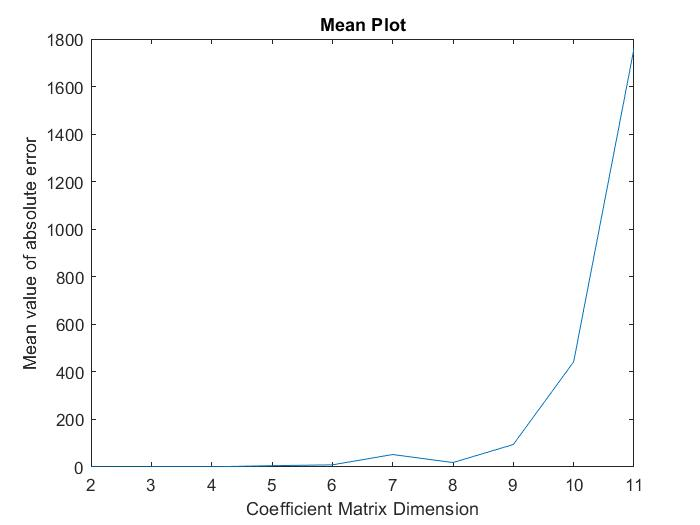 Mean Plot
1800
1600
1400
1200
1000
800
600
400
200
0
Mean value of absolute error
2 3 4 5 6 7 8 9 10 11
Coefficient Matrix Dimension